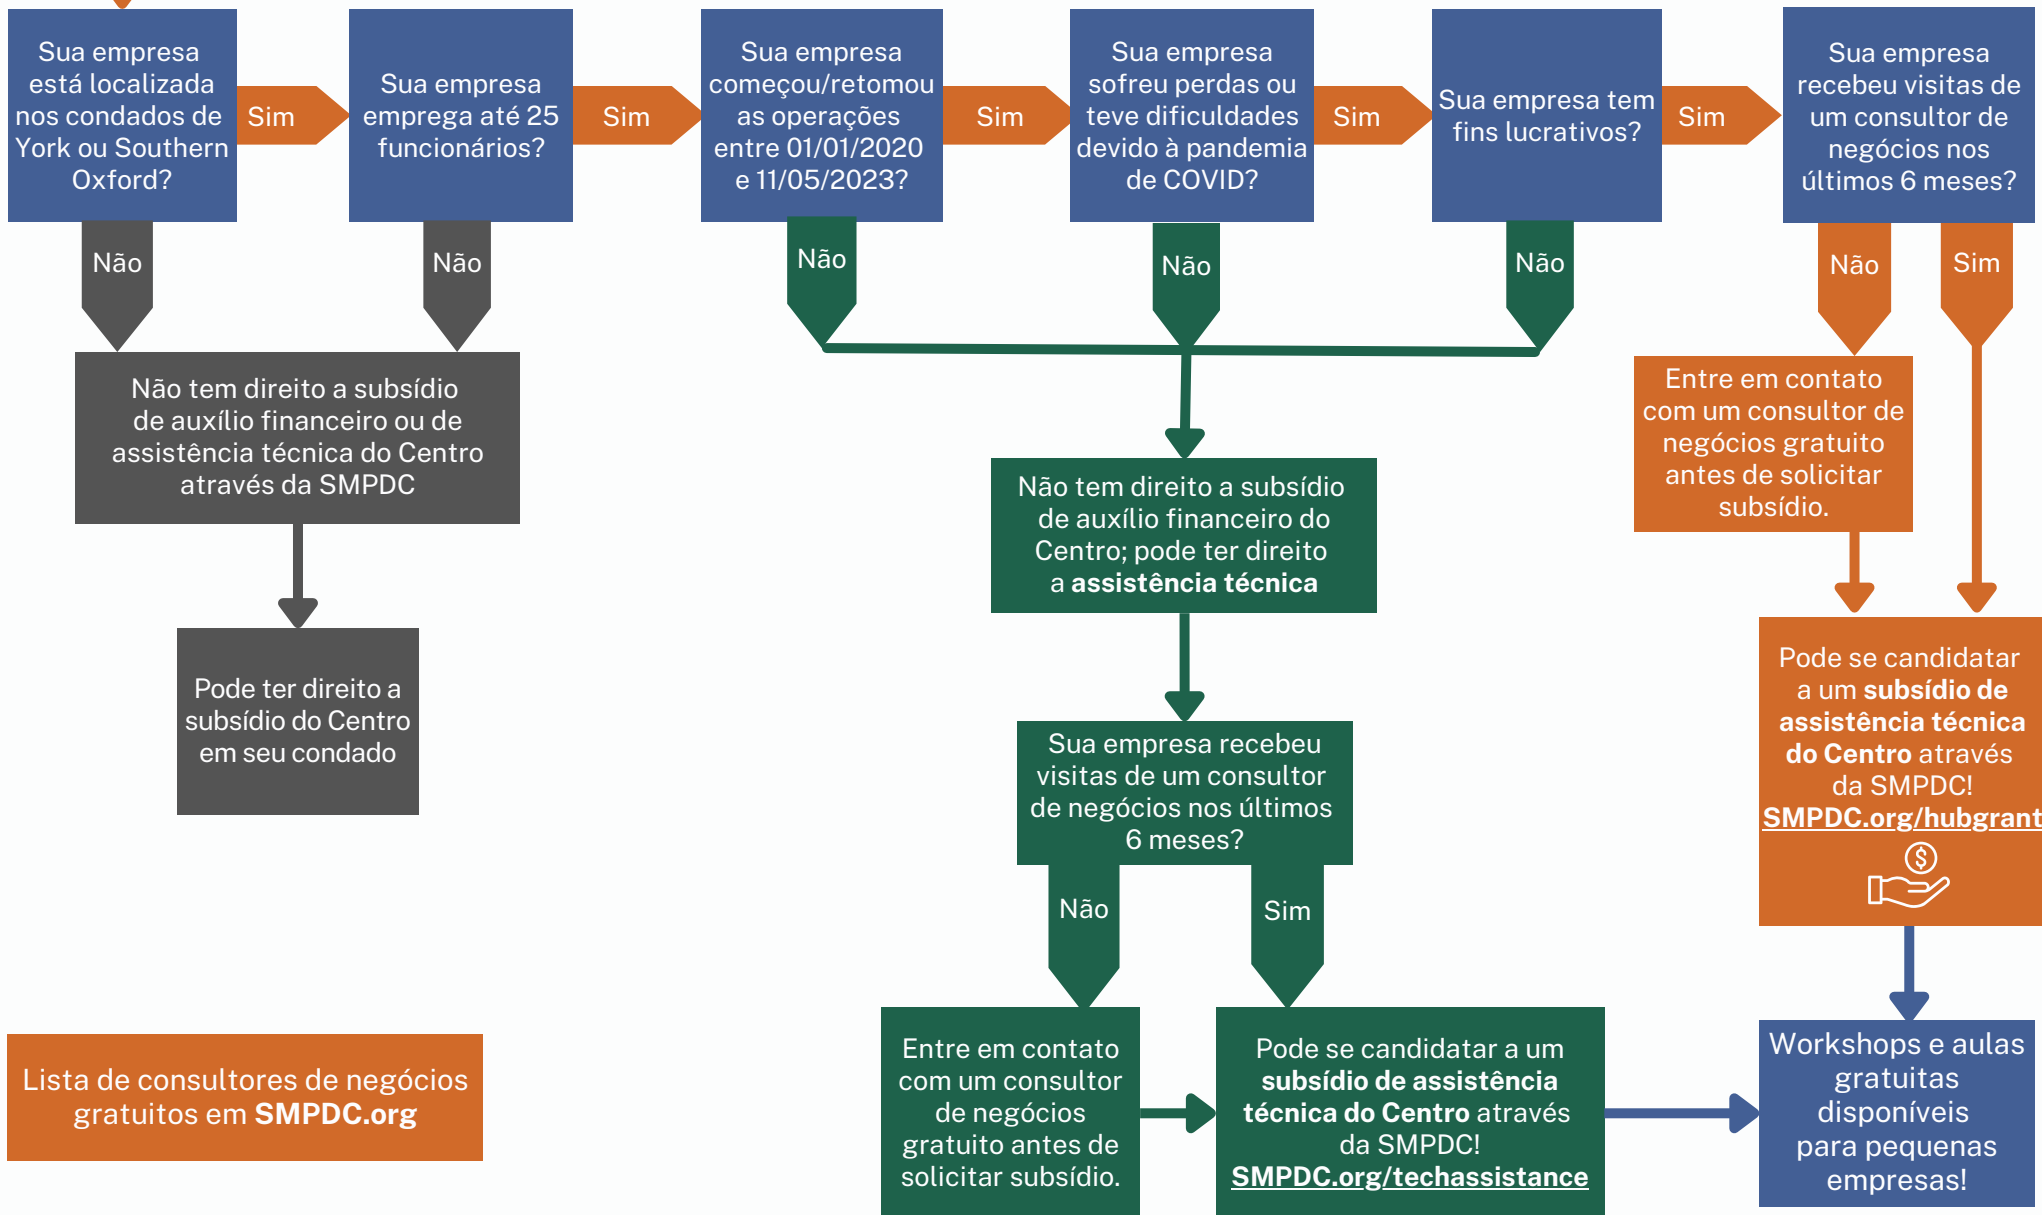 Sua empresa
está localizada
nos condados de
York ou Southern
Oxford?
Sim
Sua empresa
emprega até 25
funcionários?
Sim
Sua empresa
começou/retomou
as operações
entre 01/01/2020
e 11/05/2023?
Sim
Sua empresa
sofreu perdas ou
teve dificuldades
devido à pandemia
de COVID?
Sim
Sua empresa tem
fins lucrativos?
Sim
Sua empresa
recebeu visitas de
um consultor de
negócios nos
últimos 6 meses?
Não
Não
Não
Não
Não
Não
Sim
Não tem direito a subsídio
de auxílio financeiro ou de
assistência técnica do Centro
através da SMPDC
Pode ter direito a
subsídio do Centro
em seu condado
Não tem direito a subsídio
de auxílio financeiro do
Centro; pode ter direito
a assistência técnica
Sua empresa recebeu
visitas de um consultor
de negócios nos últimos
6 meses?
Não
Sim
Entre em contato
com um consultor
de negócios
gratuito antes de
solicitar subsídio.
Pode se candidatar a um
subsídio de assistência
técnica do Centro através
da SMPDC!
SMPDC.org/techassistance
Entre em contato
com um consultor de
negócios gratuito
antes de solicitar
subsídio.
Pode se candidatar
a um subsídio de
assistência técnica
do Centro através
da SMPDC!
SMPDC.org/hubgrant
$
Workshops e aulas
gratuitas
disponíveis
para pequenas
empresas!
Lista de consultores de negócios
gratuitos em SMPDC.org